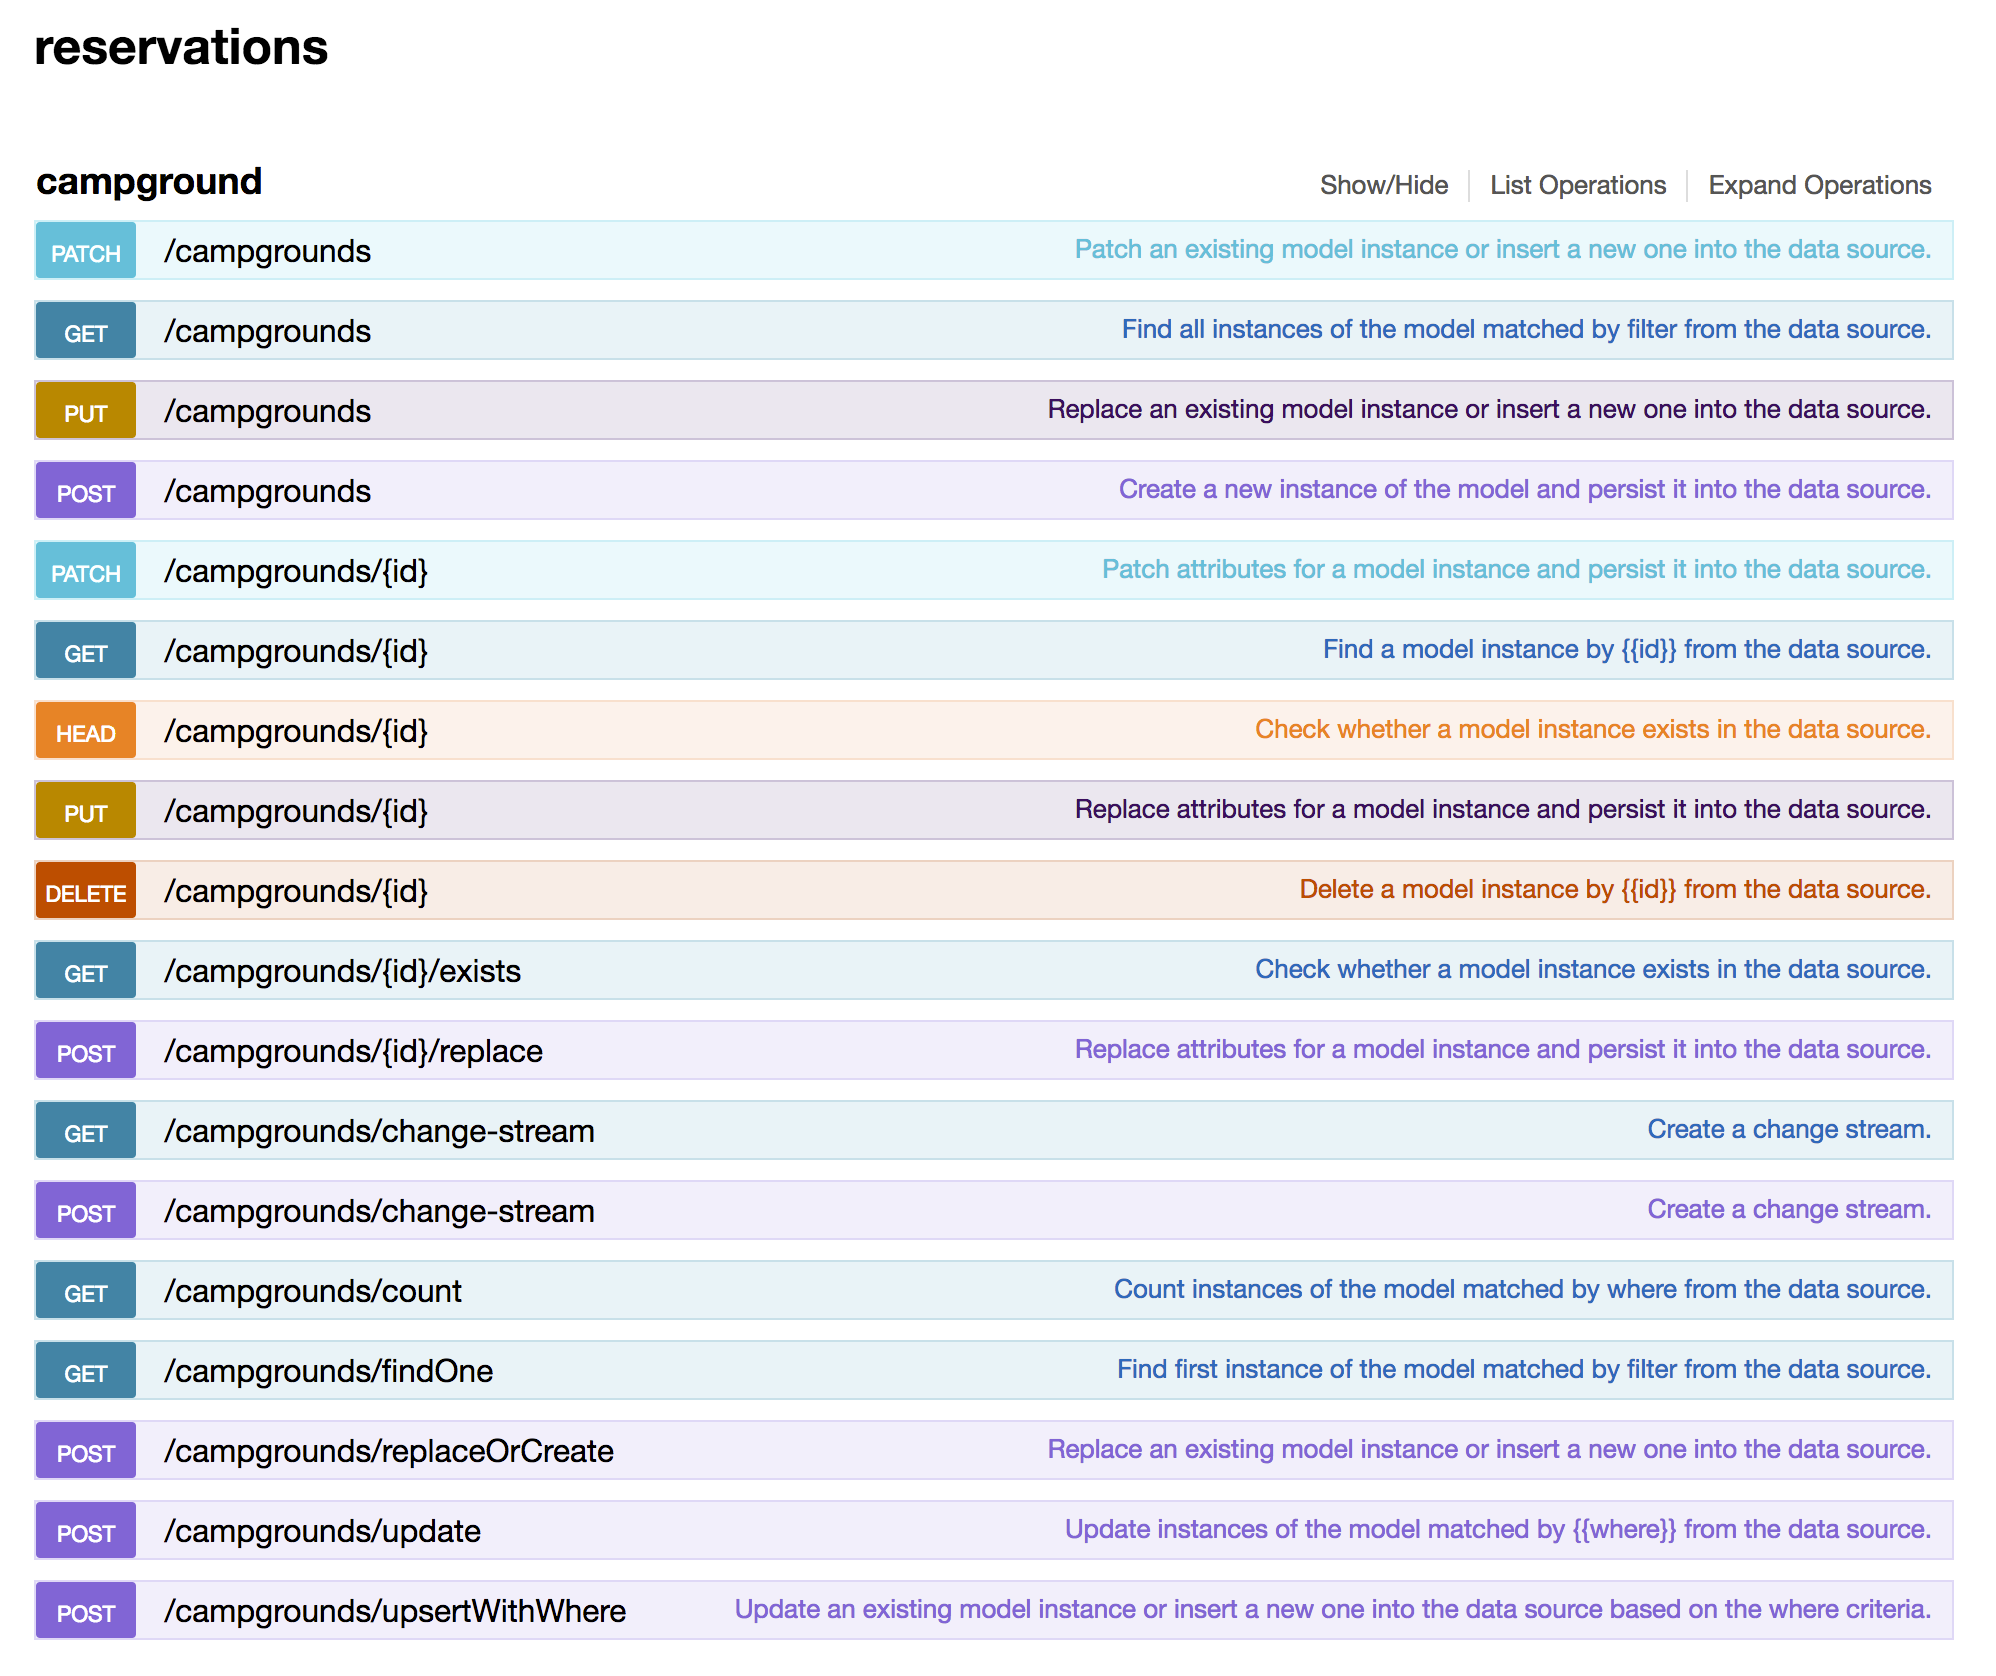 reservations
campground Show/Hide List Operations Expand Operations
PATCH /campgrounds Patch an existing model instance or insert a new one into the data source.
GET /campgrounds Find all instances of the model matched by filter from the data source.
PUT /campgrounds Replace an existing model instance or insert a new one into the data source.
POST /campgrounds Create a new instance of the model and persist it into the data source.
PATCH /campgrounds/{id} Patch attributes for a model instance and persist it into the data source.
GET /campgrounds/{id} Find a model instance by {{id}} from the data source.
HEAD /campgrounds/{id} Check whether a model instance exists in the data source.
PUT /campgrounds/{id} Replace attributes for a model instance and persist it into the data source.
DELETE /campgrounds/{id} Delete a model instance by {{id}} from the data source.
GET /campgrounds/{id}/exists Check whether a model instance exists in the data source.
POST /campgrounds/{id}/replace Replace attributes for a model instance and persist it into the data source.
GET /campgrounds/change-stream Create a change stream.
POST /campgrounds/change-stream Create a change stream.
GET /campgrounds/count Count instances of the model matched by where from the data source.
GET /campgrounds/findOne Find first instance of the model matched by filter from the data source.
POST /campgrounds/replaceOrCreate Replace an existing model instance or insert a new one into the data source.
POST /campgrounds/update Update instances of the model matched by {{where}} from the data source.
POST /campgrounds/upsertWithWhere Update an existing model instance or insert a new one into the data source based on the where criteria.